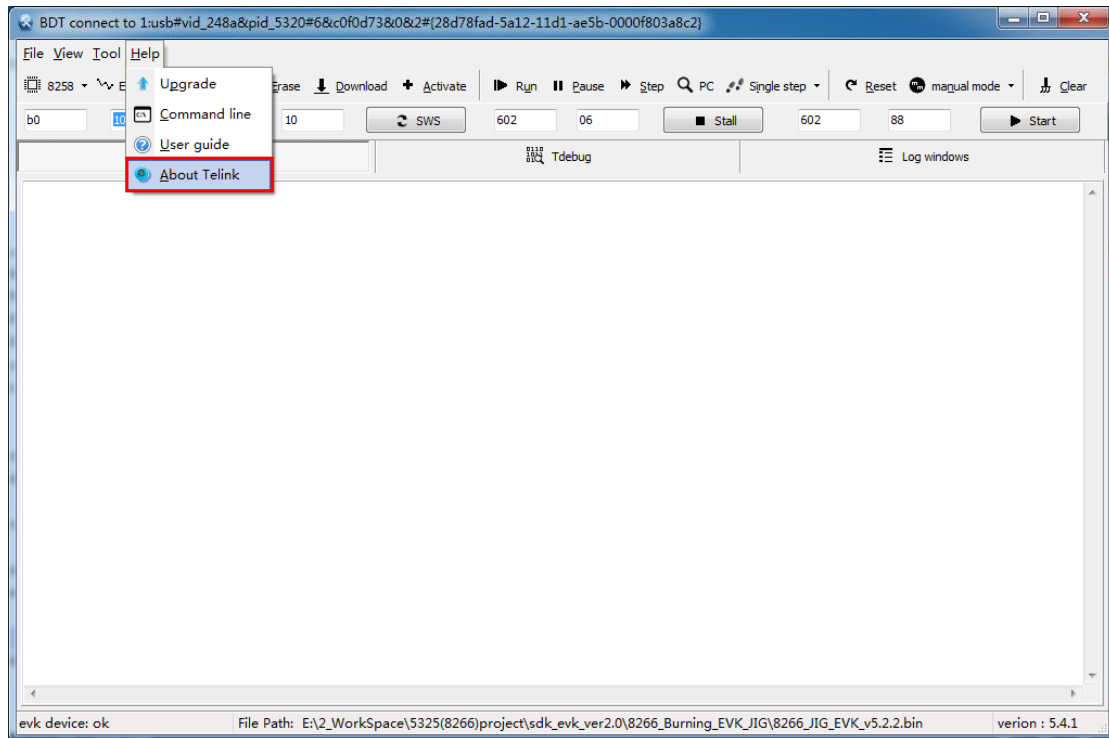 BDT connect to 1:usb#vid_248a&pid_5320#6&c0f0d73&0&2#{28d78fad-5a12-11d1-ae5b-0000f803a8c2}
File View Tool Help
8258 E Erase Download Activate Run Pause Step PC Single step Reset manual mode Clear
b0 10 10 SWS 602 06 Stall 602 88 Start
Tdebug Log windows
Upgrade
Command line
User guide
About Telink
evk device: ok File Path: E:\2_WorkSpace\5325(8266)project\sdk_evk_ver2.0\8266_Burning_EVK_JIG\8266_JIG_EVK_v5.2.2.bin verion : 5.4.1